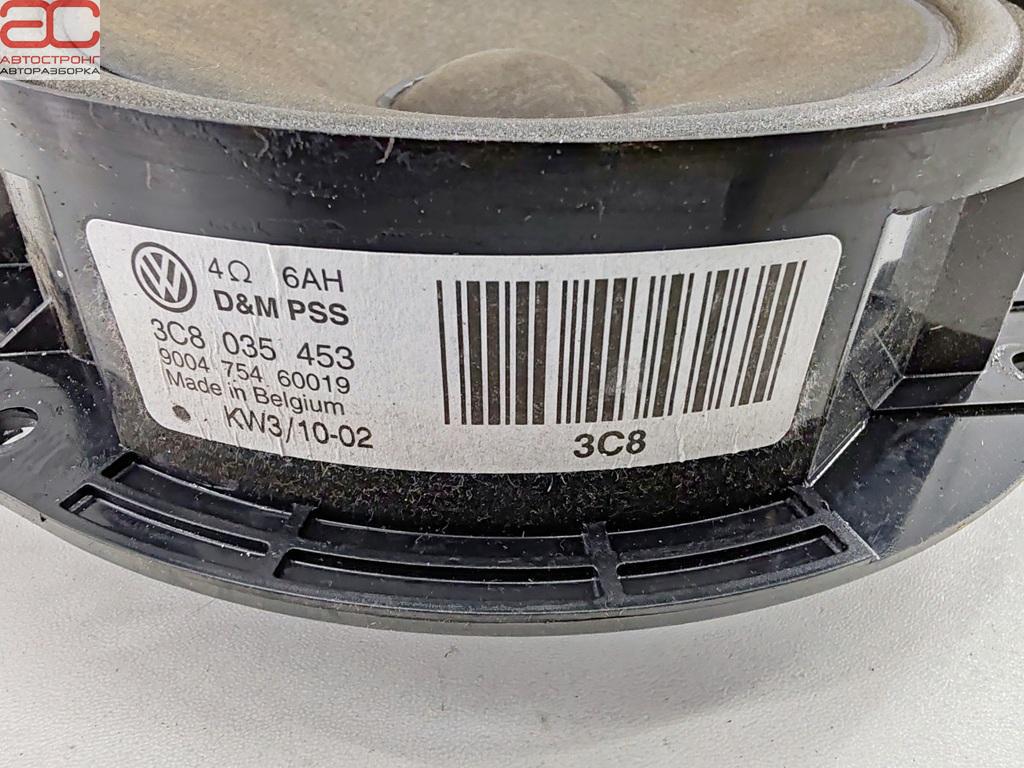 АС
АВТОСТРОНГ
АВТОРАЗБОРКА
4Ω 6AH
D&M PSS
3C8 035 453
9004 754 60019
Made in Belgium
KW3/10-02
3C8